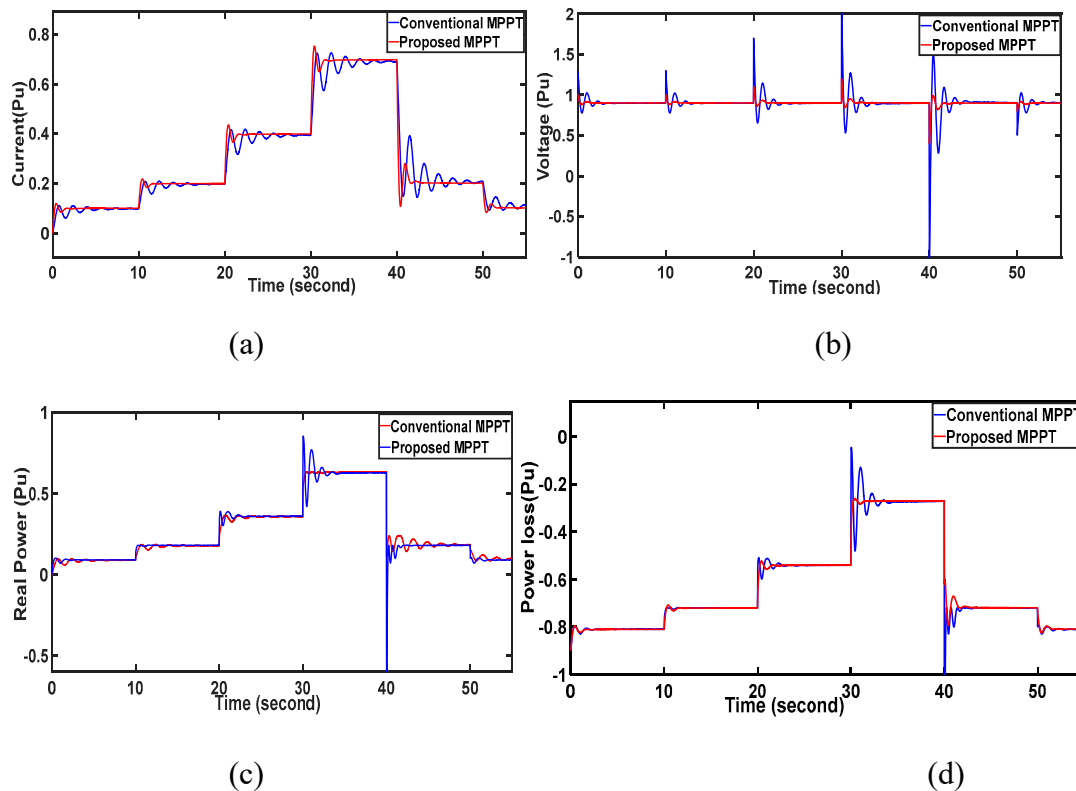 Conventional MPPT
Proposed MPPT
0.8
0.6
0.4
0.2
0
Current(Pu)
0 10 20 30 40 50
Time (second)
(a)
Conventional MPPT
Proposed MPPT
2
1.5
1
0.5
0
-0.5
-1
Voltage (Pu)
0 10 20 30 40 50
Time (second)
(b)
Conventional MPPT
Proposed MPPT
1
0.5
0
-0.5
Real Power (Pu)
0 10 20 30 40 50
Time (second)
(c)
Conventional MPPT
Proposed MPPT
0
-0.2
-0.4
-0.6
-0.8
-1
Power loss(Pu)
0 10 20 30 40 50
Time (second)
(d)